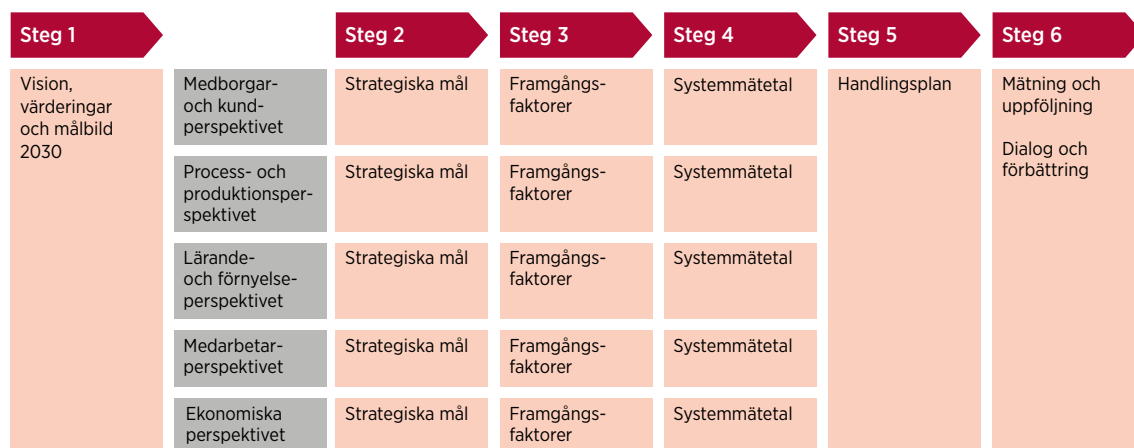 Steg 1
Steg 2
Steg 3
Steg 4
Steg 5
Steg 6
Vision,
värderingar
och målbild
2030
Medborgar-
och kund-
perspektivet
Strategiska mål
Framgångs-
faktorer
Systemmätetal
Handlingsplan
Mätning och
uppföljning
Dialog och
förbättring
Process- och
produktionsper-
spektivet
Strategiska mål
Framgångs-
faktorer
Systemmätetal
Lärande-
och förnyelse-
perspektivet
Strategiska mål
Framgångs-
faktorer
Systemmätetal
Medarbetar-
perspektivet
Strategiska mål
Framgångs-
faktorer
Systemmätetal
Ekonomiska
perspektivet
Strategiska mål
Framgångs-
faktorer
Systemmätetal